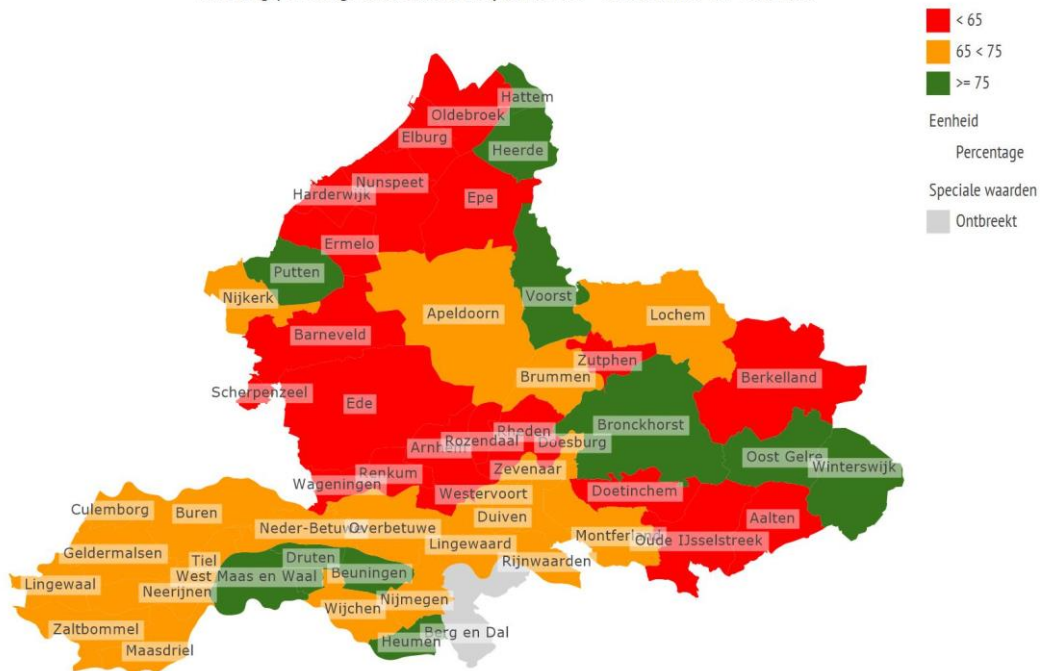 < 65
65 < 75
>= 75
Eenheid
Percentage
Speciale waarden
Ontbreekt
Hattem
Oldebroek
Elburg
Heerde
Nunspeet
Harderwijk
Epe
Ermelo
Putten
Nijkerk
Voorst
Apeldoorn
Lochem
Barneveld
Zutphen
Brummen
Berkelland
Scherpenzeel
Ede
Bronckhorst
Rheden
Rozendaal
Doesburg
Arnhem
Oost Gelre
Winterswijk
Zevenaar
Renkum
Wageningen
Westervoort
Doetinchem
Culemborg
Buren
Duiven
Aalten
Neder-Betuwe
Overbetuwe
Montferland
Oude IJsselstreek
Lingewaard
Geldermalsen
Druten
Tiel
Rijnwaarden
West Maas en Waal
Beuningen
Lingewaal
Neerijnen
Nijmegen
Wijchen
Zaltbommel
Berg en Dal
Heumen
Maasdriel